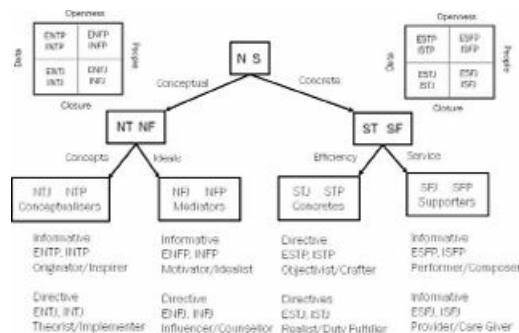 Openness
ENTP ENFP
INTP INFP
ENTJ ENFJ
INTJ INFJ
Data
People
Closure
Openness
ESTP ESFP
ISTP ISFP
ESTJ ESFJ
ISTJ ISFJ
Data
People
Closure
N S
Conceptual
Concrete
NT NF
ST SF
Concepts
Ideals
Efficiency
Service
NTJ NTP
Conceptualisers
NFJ NFP
Mediators
STJ STP
Concretes
SFJ SFP
Supporters
Informative
ENTP, INTP
Originator/Inspirer
Informative
ENFP, INFP
Motivator/Idealist
Directive
ESTP, ISTP
Objectivist/Crafter
Informative
ESFP, ISFP
Performer/Composer
Directive
ENTJ, INTJ
Theorist/Implementer
Directive
ENFJ, INFJ
Influencer/Counsellor
Directives
ESTJ, ISTJ
Realist/Duty Fulfiller
Informative
ESFJ, ISFJ
Provider/Care Giver